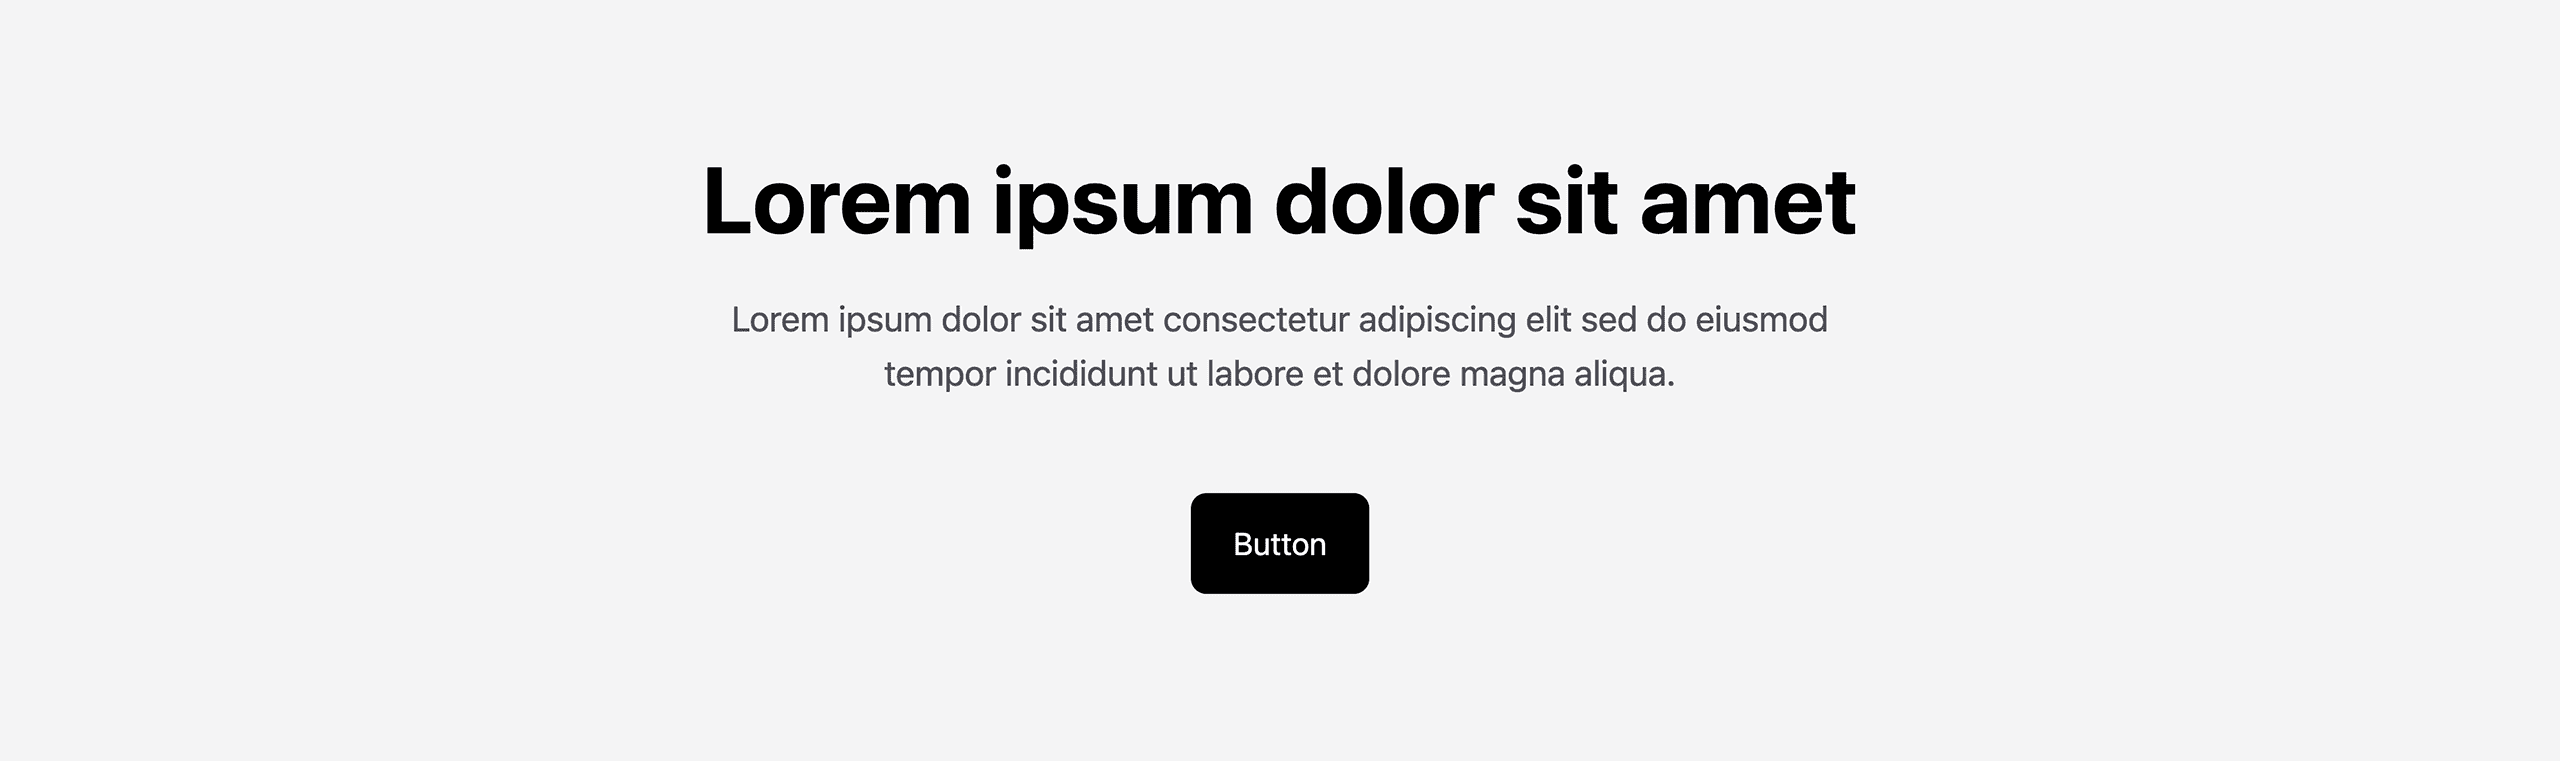 Lorem ipsum dolor sit amet
Lorem ipsum dolor sit amet consectetur adipiscing elit sed do eiusmod
tempor incididunt ut labore et dolore magna aliqua.
Button